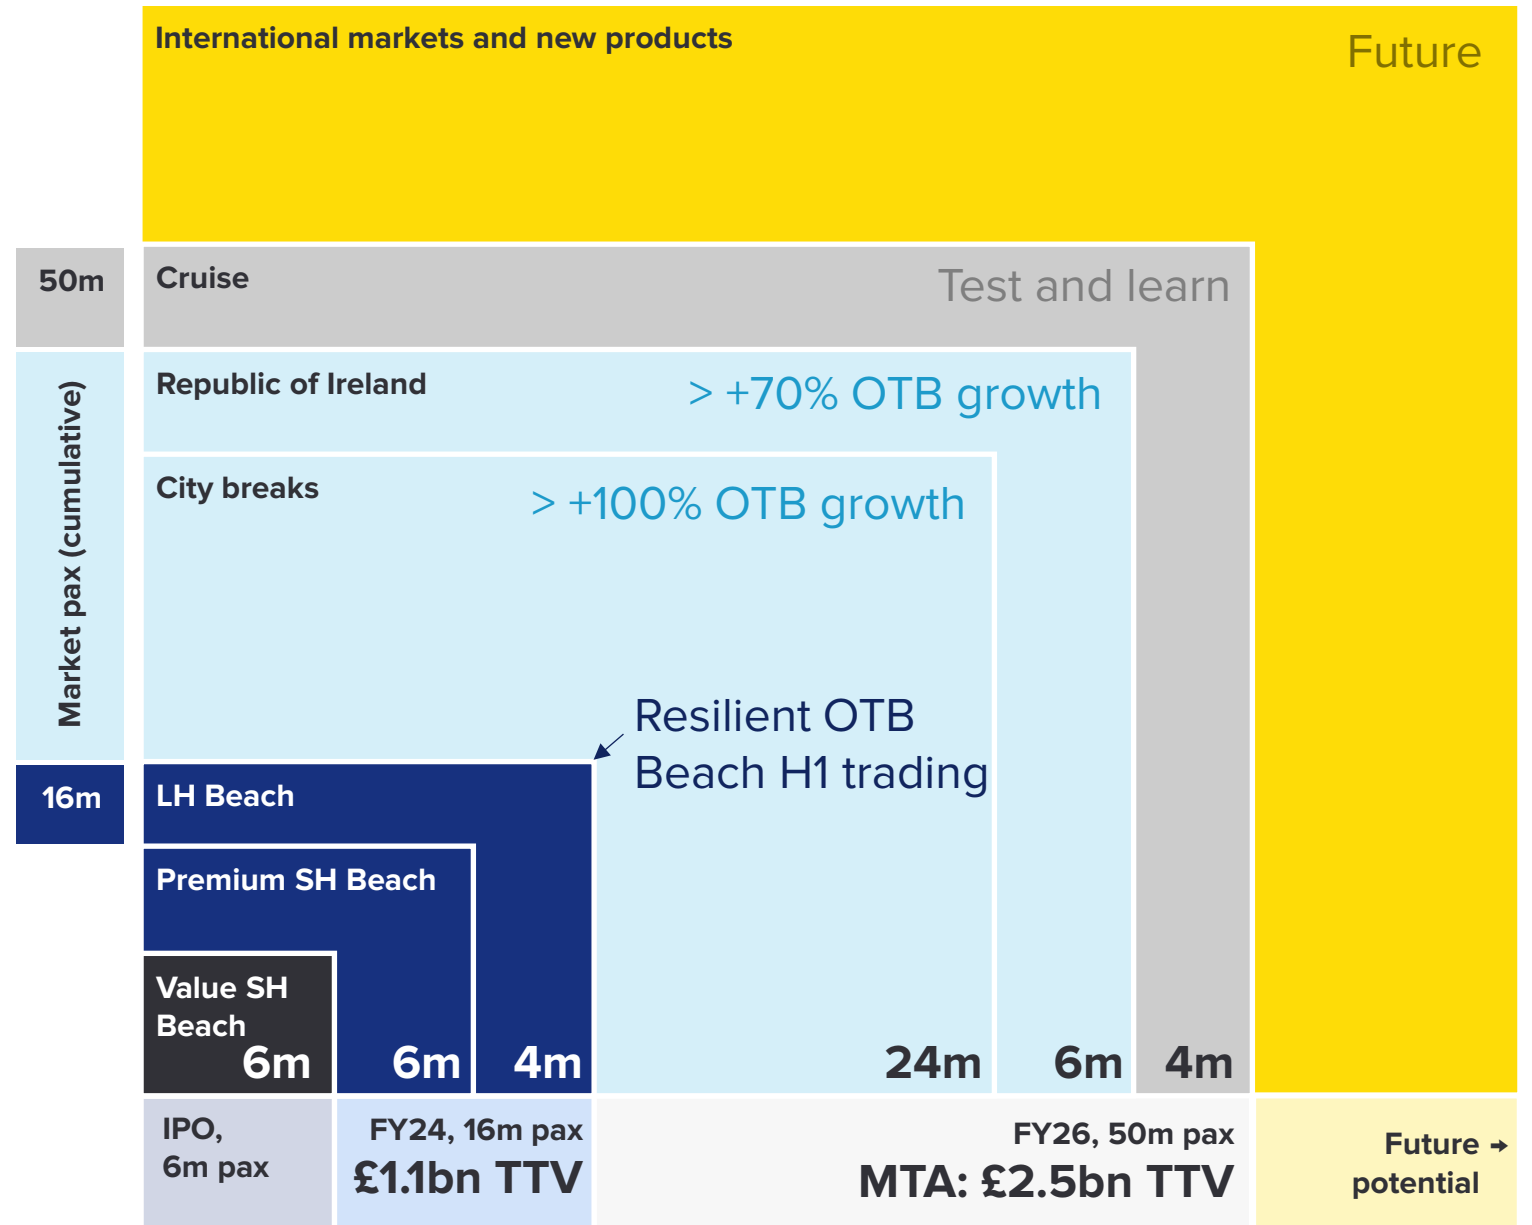 International markets and new products
Future
50m
Cruise
Test and learn
Market pax (cumulative)
Republic of Ireland
> +70% OTB growth
City breaks
> +100% OTB growth
Resilient OTB
Beach H1 trading
16m
LH Beach
Premium SH Beach
Value SH
Beach
6m
6m
4m
24m
6m
4m
IPO,
6m pax
FY24, 16m pax
£1.1bn TTV
FY26, 50m pax
MTA: £2.5bn TTV
Future →
potential